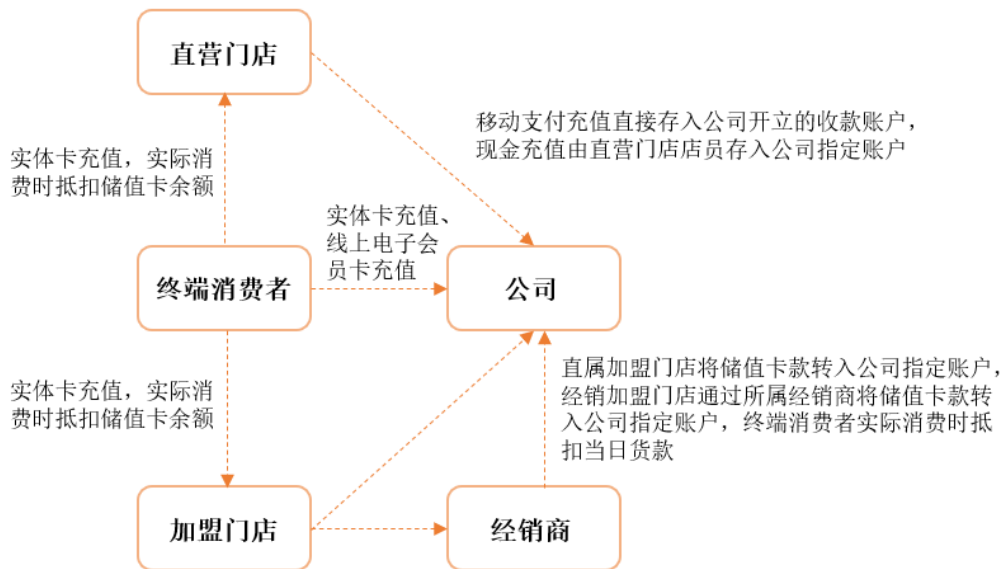 直营门店
移动支付充值直接存入公司开立的收款账户，
现金充值由直营门店店员存入公司指定账户
实体卡充值，实际消
费时抵扣储值卡余额
实体卡充值、
线上电子会
员卡充值
终端消费者
公司
直属加盟门店将储值卡款转入公司指定账户，
经销加盟门店通过所属经销商将储值卡款转
入公司指定账户，终端消费者实际消费时抵
扣当日货款
实体卡充值，实际消
费时抵扣储值卡余额
加盟门店
经销商